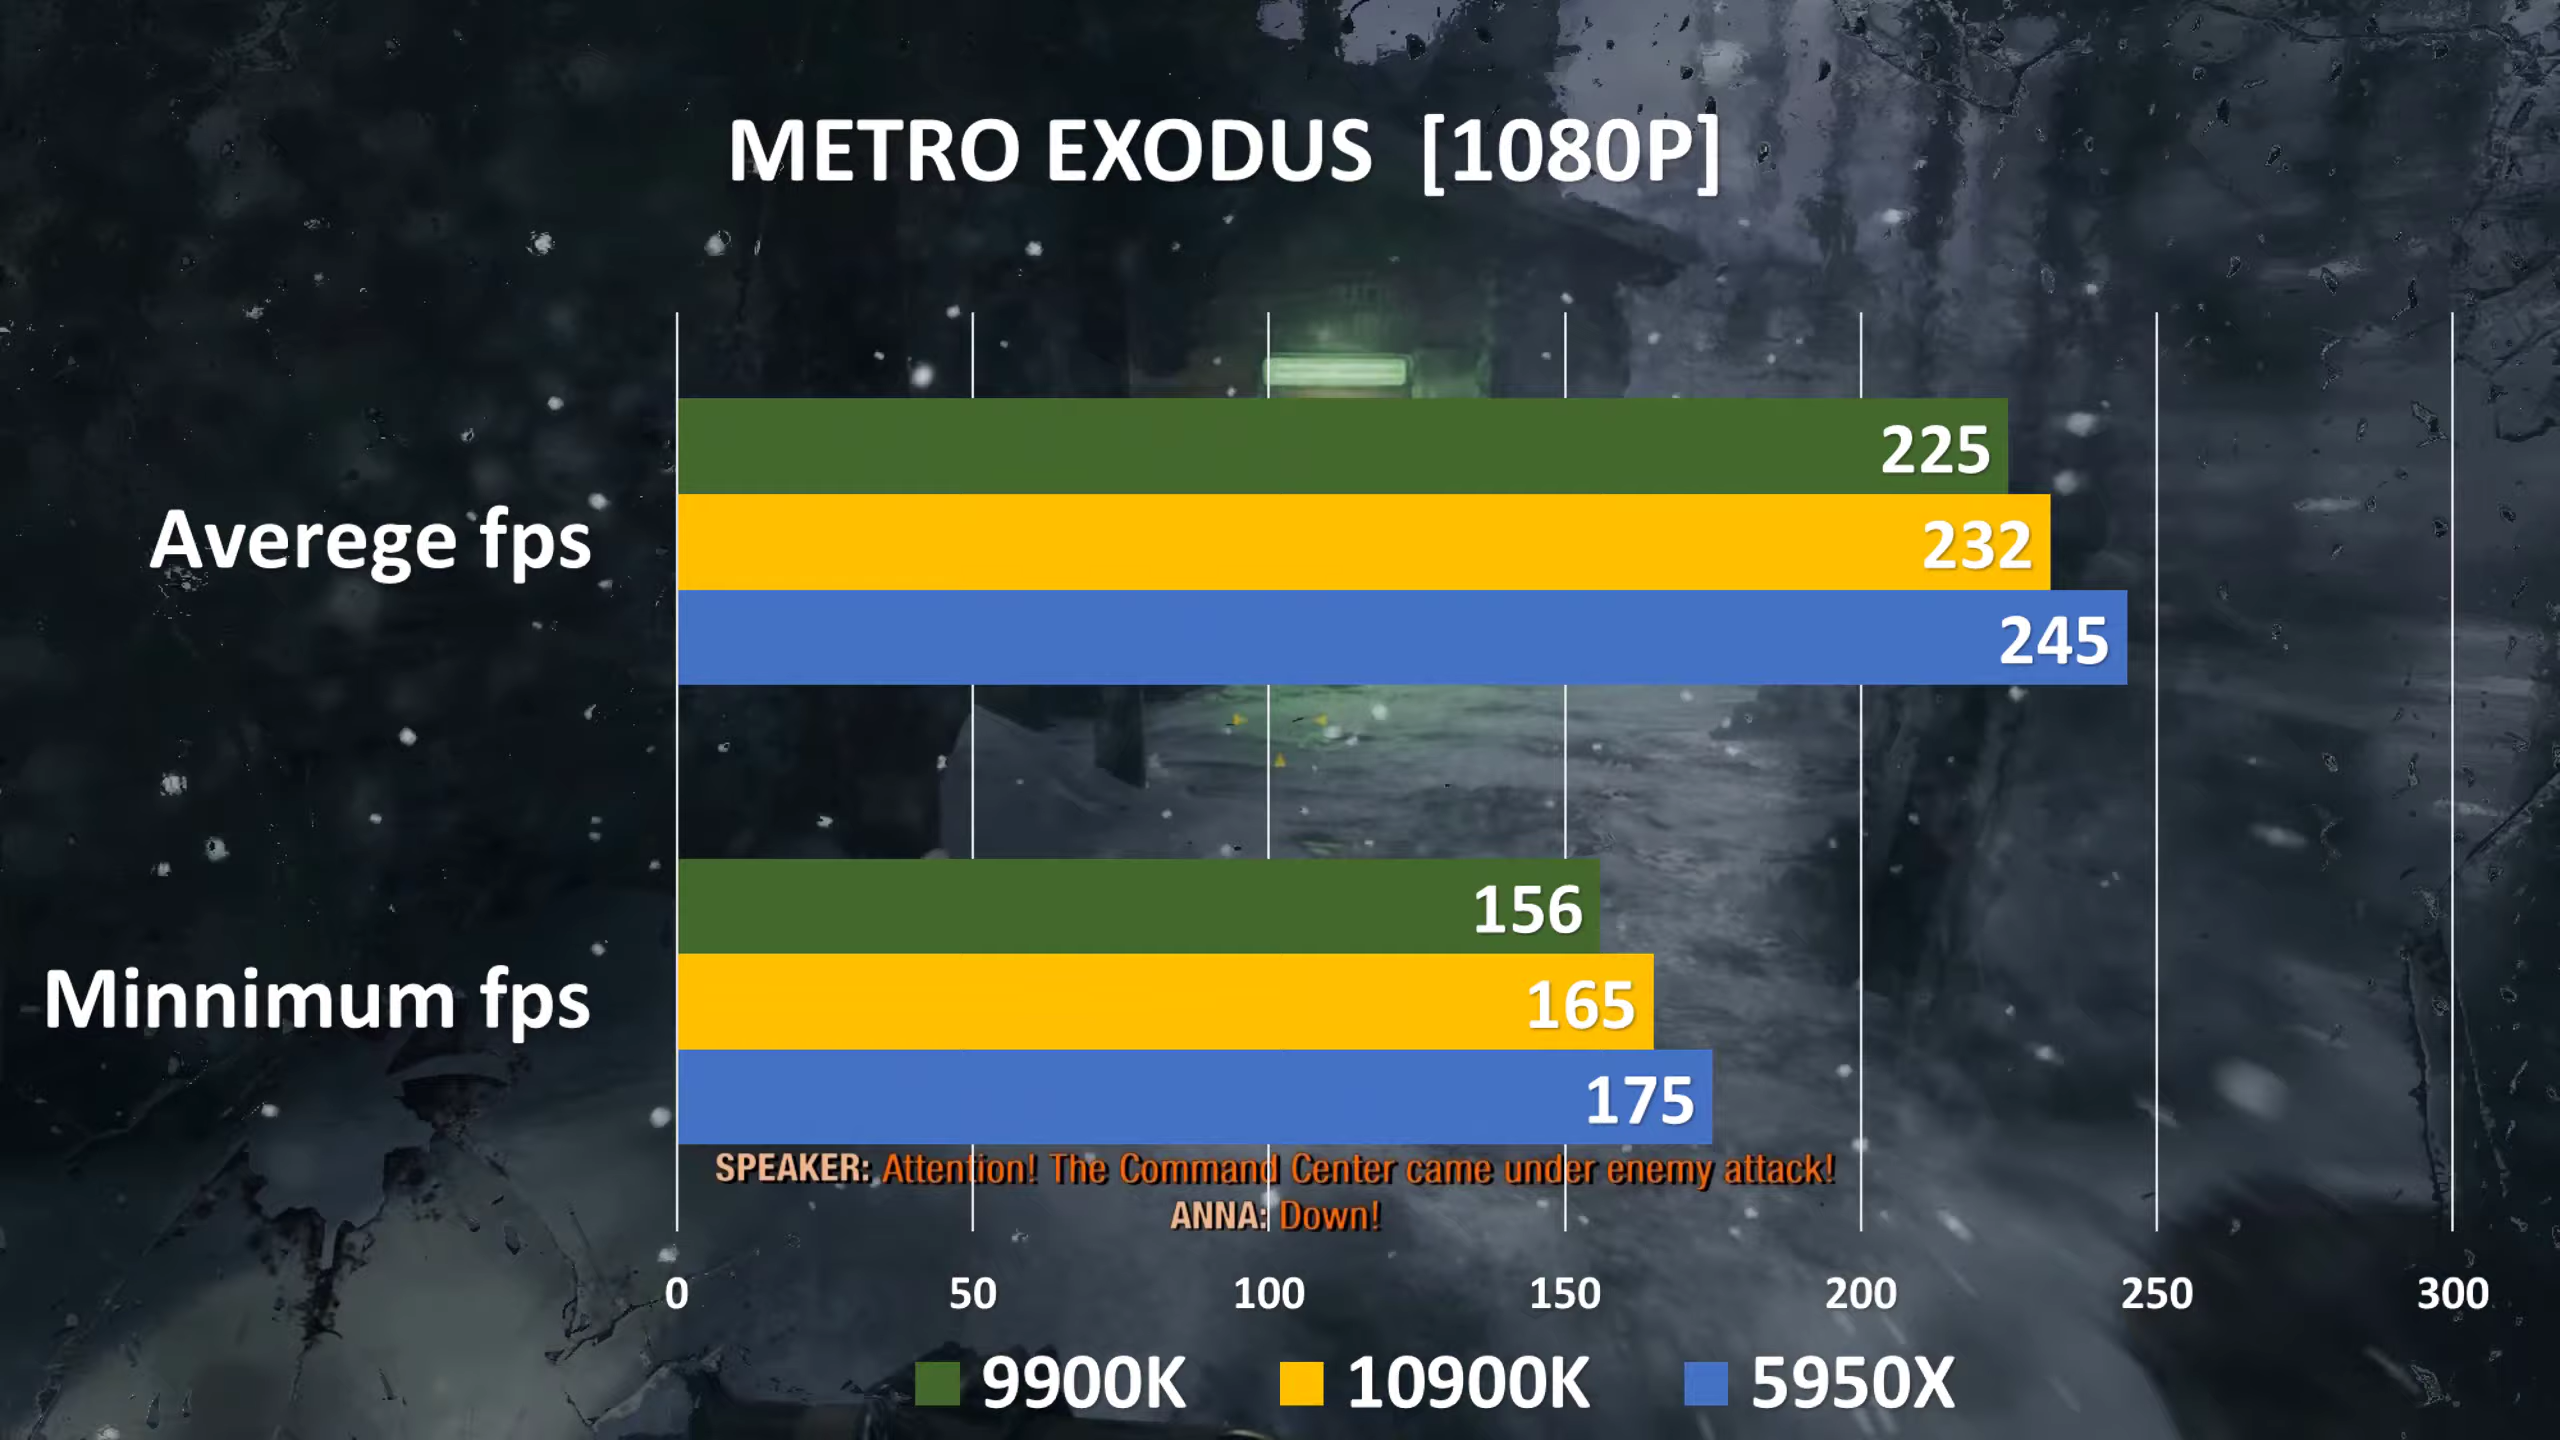 METRO EXODUS [1080P]
225
Averege fps
232
245
156
Minnimum fps
165
175
SPEAKER: Attention! The Command Center came under enemy attack!
ANNA: Down!
0 50 100 150 200 250 300
9900K 10900K 5950X